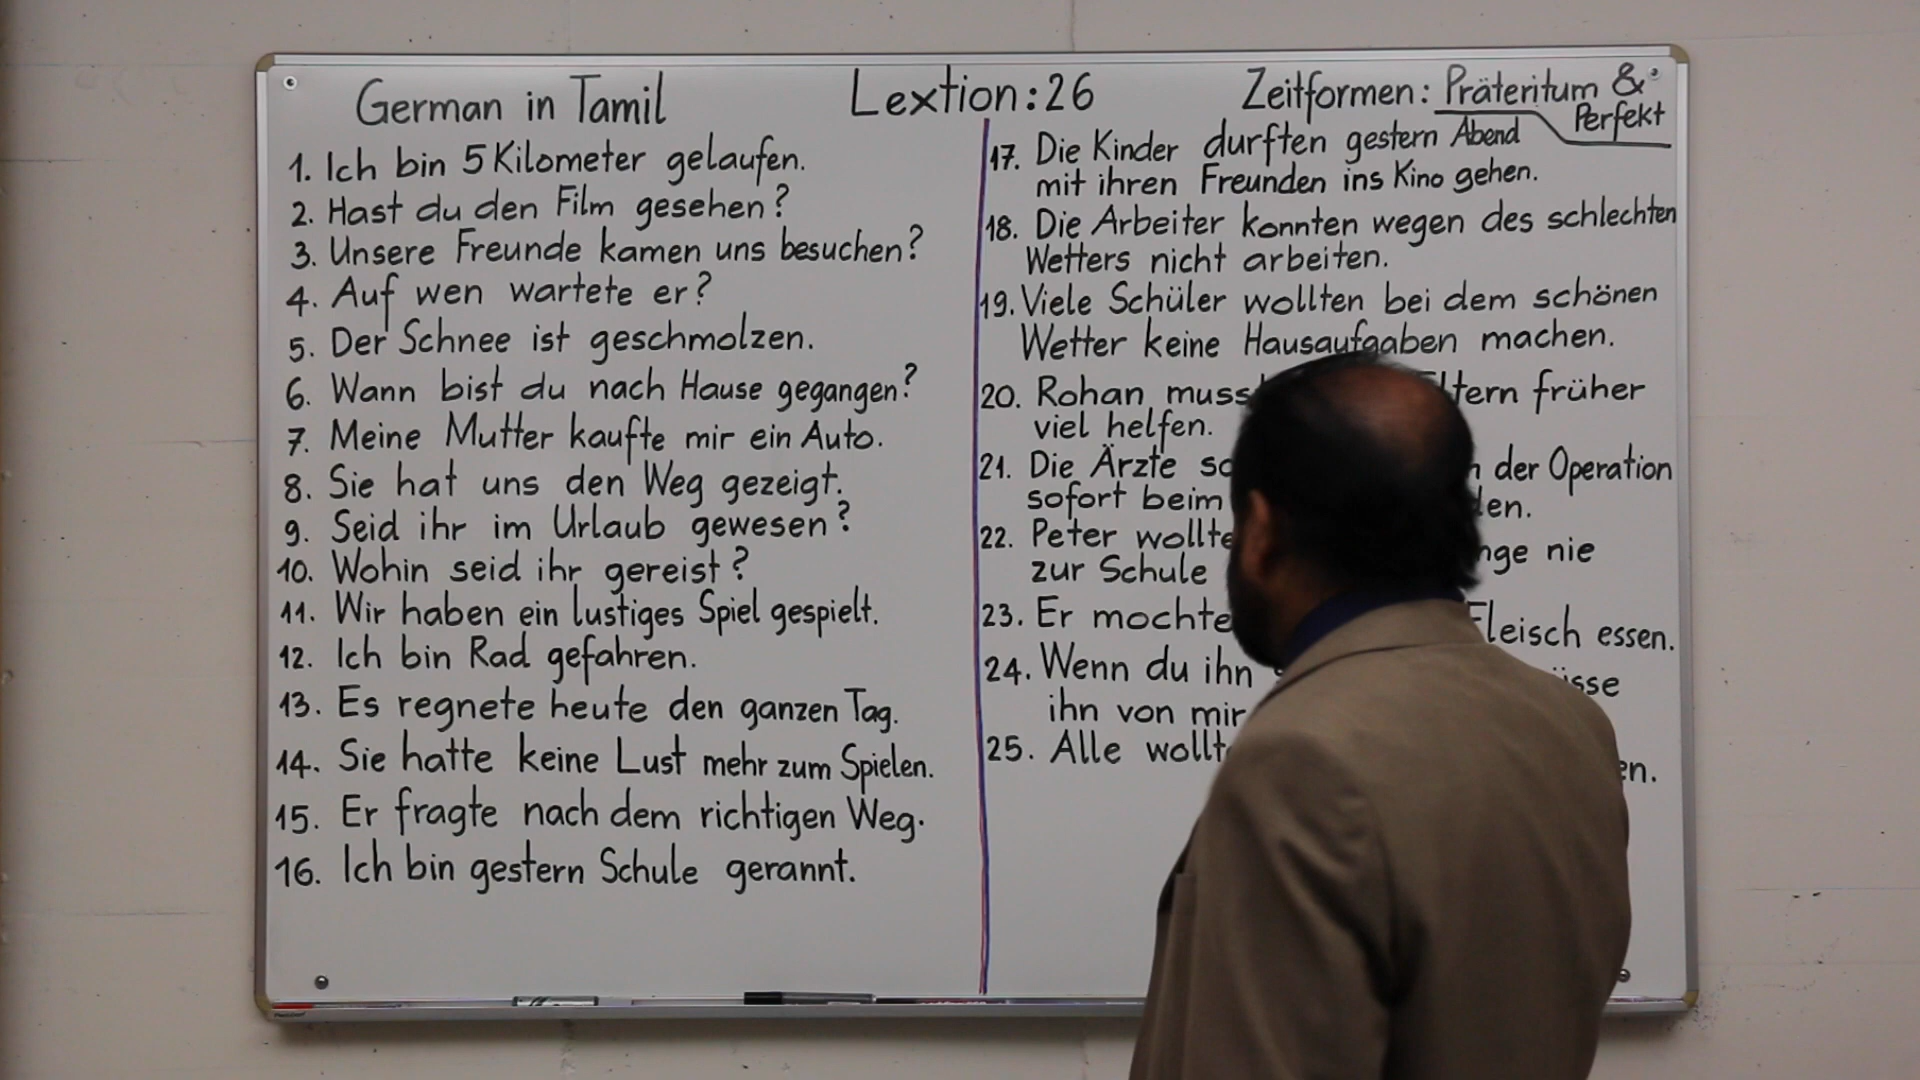 German in Tamil
Lextion:26
Zeitformen: Präteritum &
Perfekt
1. Ich bin 5 Kilometer gelaufen.
2. Hast du den Film gesehen?
3. Unsere Freunde kamen uns besuchen?
4. Auf wen wartete er?
5. Der Schnee ist geschmolzen.
6. Wann bist du nach Hause gegangen?
7. Meine Mutter kaufte mir ein Auto.
8. Sie hat uns den Weg gezeigt.
9. Seid ihr im Urlaub gewesen?
10. Wohin seid ihr gereist?
11. Wir haben ein lustiges Spiel gespielt.
12. Ich bin Rad gefahren.
13. Es regnete heute den ganzen Tag.
14. Sie hatte keine Lust mehr zum Spielen.
15. Er fragte nach dem richtigen Weg.
16. Ich bin gestern Schule gerannt.
17. Die Kinder durften gestern Abend
mit ihren Freunden ins Kino gehen.
18. Die Arbeiter konnten wegen des schlechten
Wetters nicht arbeiten.
19. Viele Schüler wollten bei dem schönen
Wetter keine Hausaufgaben machen.
20. Rohan früher
viel helfen.
21. Die Ärzte der Operation
sofort beim
22. Peter wollte nie
zur Schule
23. Er mochte Fleisch essen.
24. Wenn du ihn
ihn von mir
25. Alle